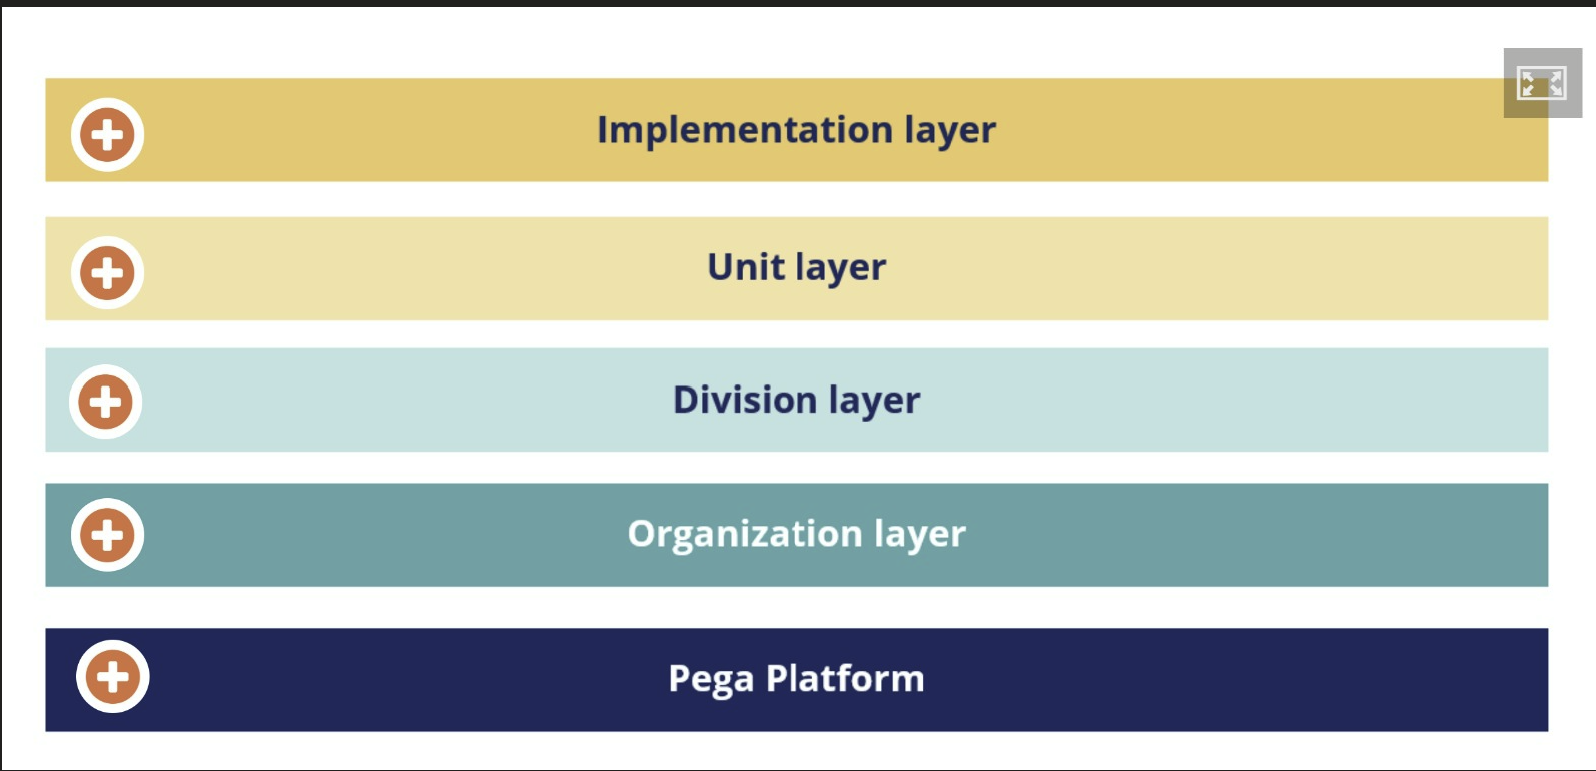 Implementation layer
Unit layer
Division layer
Organization layer
Pega Platform